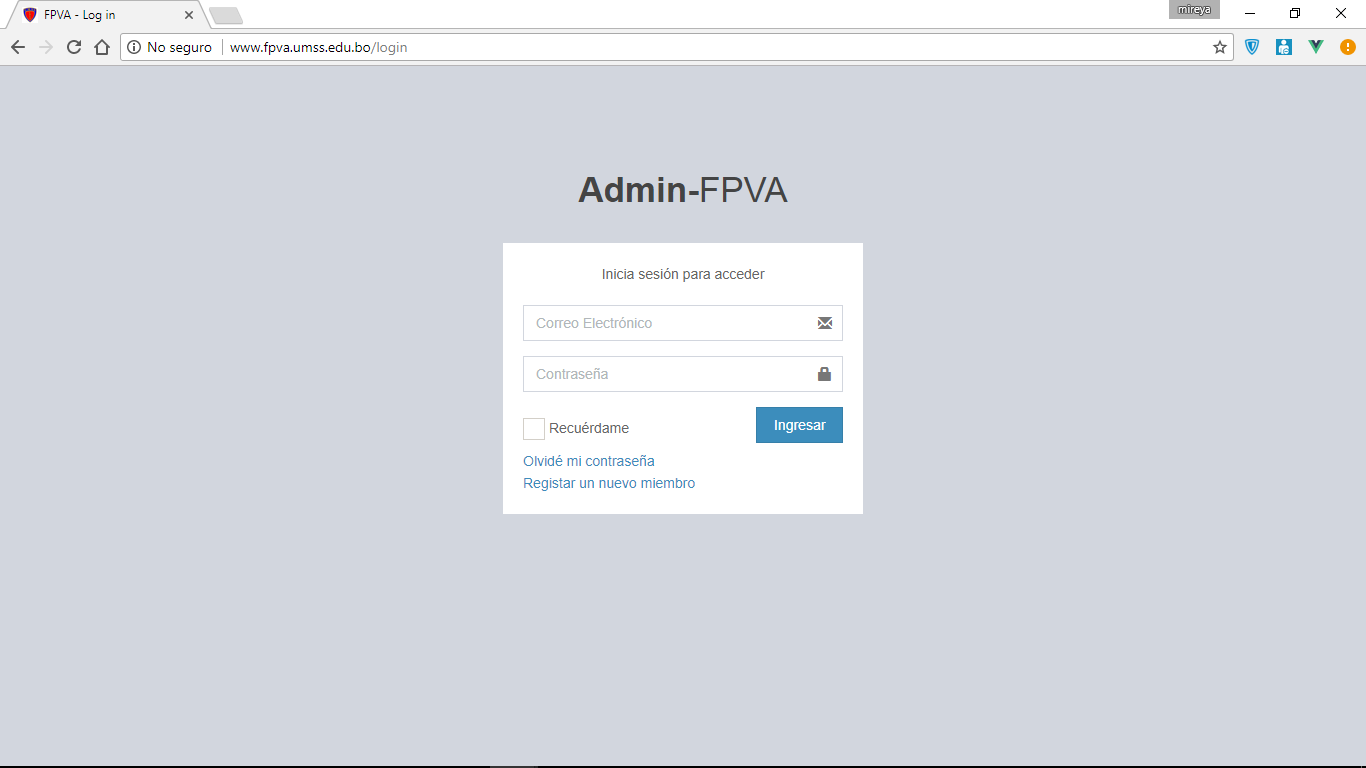 FPVA - Log in
mireya
No seguro
www.fpva.umss.edu.bo/login
Admin-FPVA
Inicia sesión para acceder
Correo Electrónico
Contraseña
Recuérdame
Ingresar
Olvidé mi contraseña
Registar un nuevo miembro